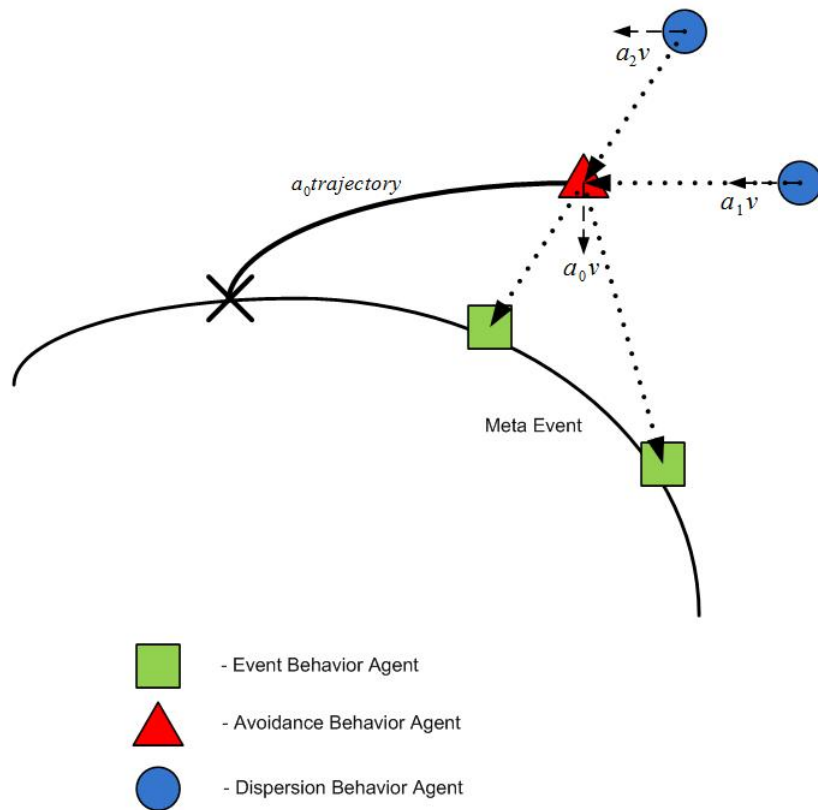 a₂v
a₀trajectory
a₁v
a₀v
Meta Event
- Event Behavior Agent
- Avoidance Behavior Agent
- Dispersion Behavior Agent